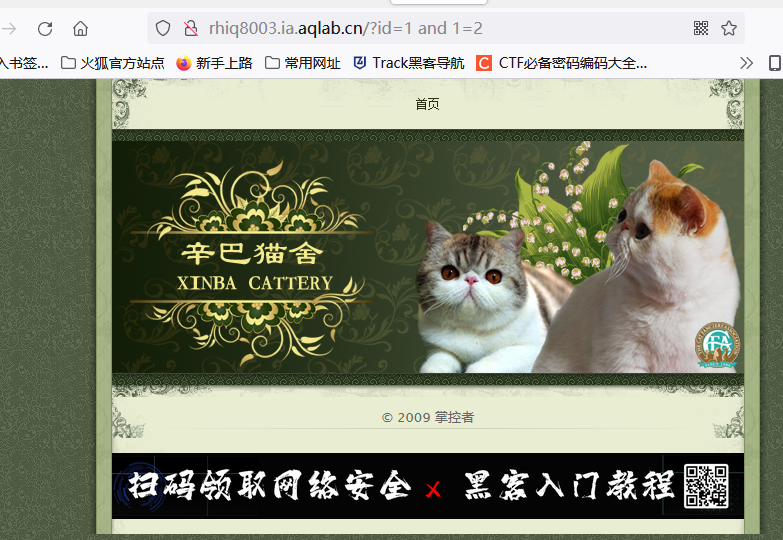 rhiq8003.ia.aqlab.cn/?id=1 and 1=2
入书签... 火狐官方站点 新手上路 常用网址 Track黑客导航 C CTF必备密码编码大全...
首页
辛巴猫舍
XINBA CATTERY
© 2009 掌控者
扫码领取网络安全 x 黑客入门教程